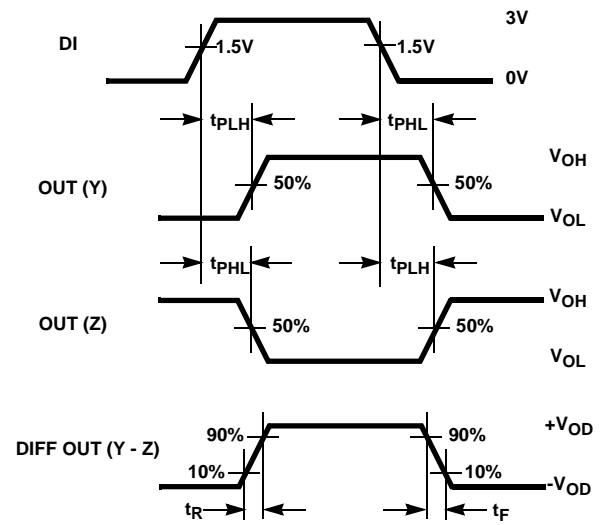 3V
DI
1.5V
1.5V
0V
tPLH
tPHL
VOH
OUT (Y)
50%
50%
VOL
tPHL
tPLH
VOH
OUT (Z)
50%
50%
VOL
+VOD
DIFF OUT (Y - Z)
90%
90%
10%
10%
-VOD
tR
tF